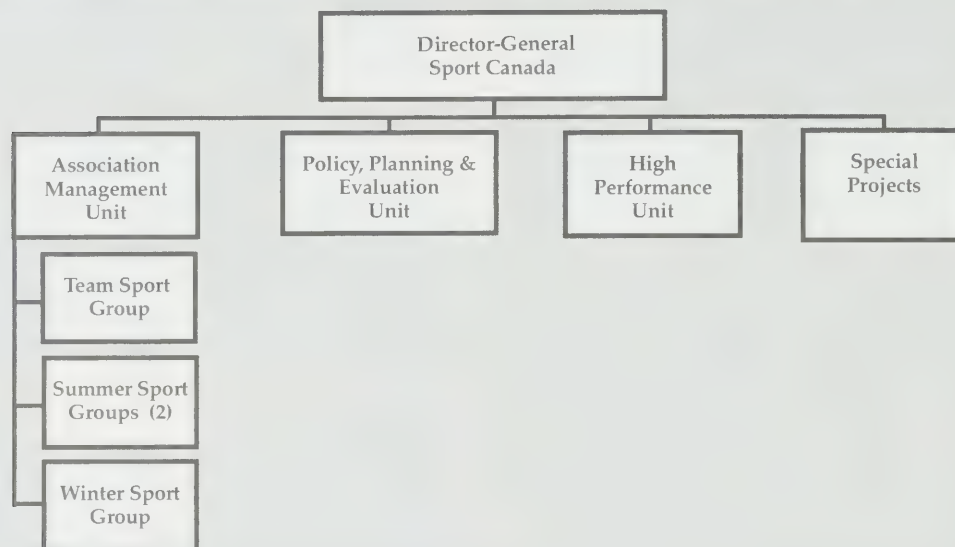 Director-General
Sport Canada
Association
Management
Unit
Policy, Planning &
Evaluation
Unit
High
Performance
Unit
Special
Projects
Team Sport
Group
Summer Sport
Groups (2)
Winter Sport
Group